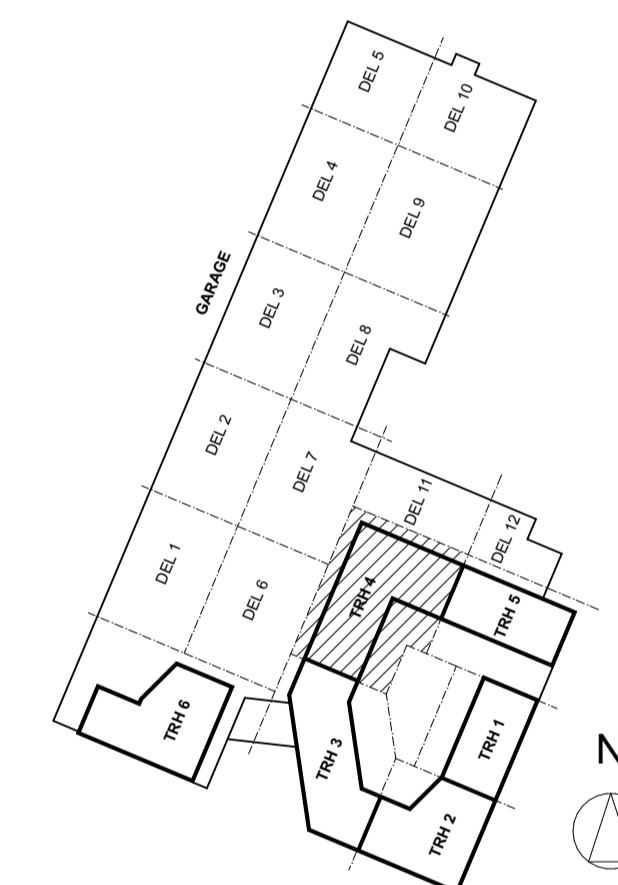 DEL 5
DEL 10
DEL 4
DEL 9
GARAGE
DEL 3
DEL 8
DEL 2
DEL 7
DEL 11
DEL 12
DEL 1
DEL 6
TRH 4
TRH 5
TRH 6
TRH 3
TRH 1
TRH 2
N